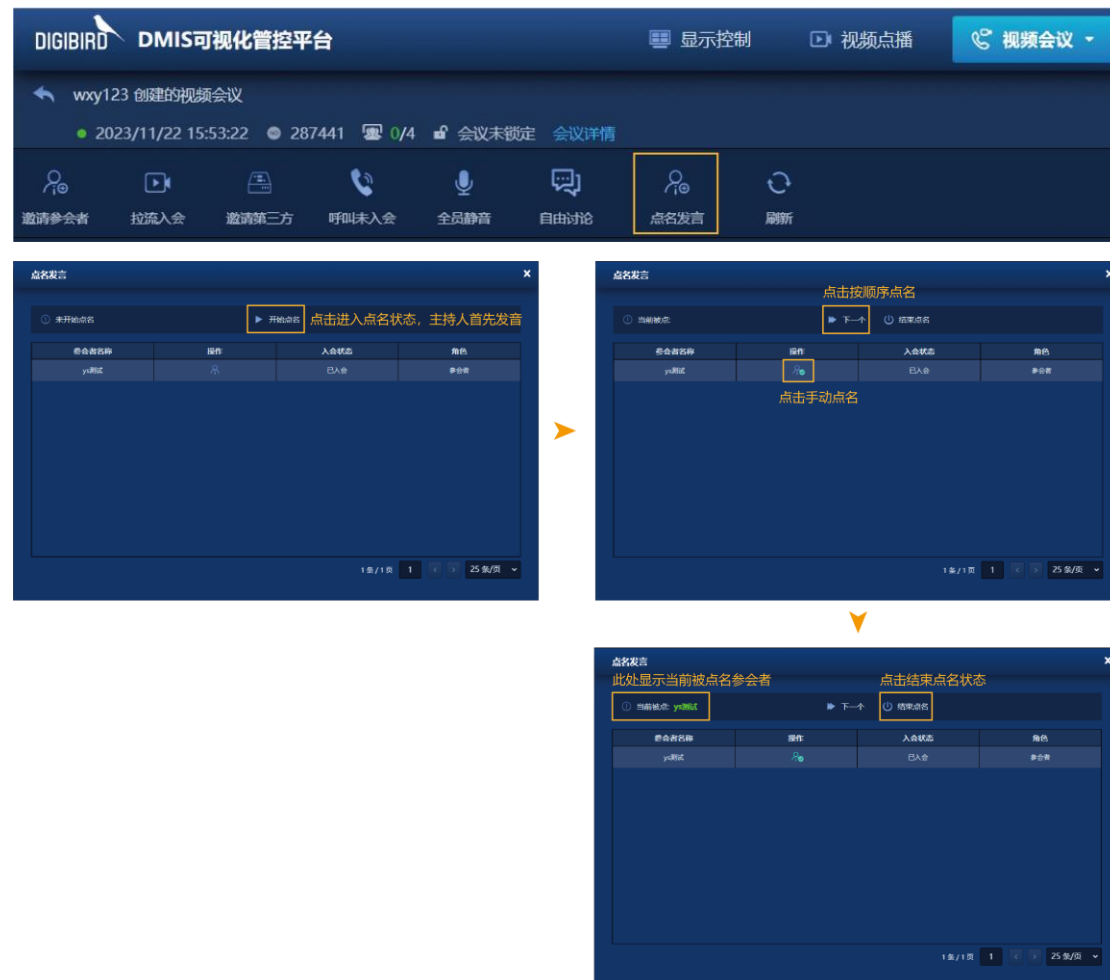 DIGIBIRD DMIS可视化管控平台 显示控制 视频点播 视频会议
wxy123 创建的视频会议
2023/11/22 15:53:22 287441 0/4 会议未锁定 会议详情
邀请参会者 拉流入会 邀请第三方 呼叫未入会 全员静音 自由讨论 点名发言 刷新
点名发言 x
未开始点名 开始点名 点击进入点名状态，主持人首先发音
参会者名称 操作 入会状态 角色
ys测试 已入会 参会者
1条/1页 1 < > 25 条/页
点名发言 x
点击按顺序点名
当前被点: 下一个 结束点名
参会者名称 操作 入会状态 角色
ys测试 已入会 参会者
点击手动点名
1条/1页 1 < > 25 条/页
点名发言 x
此处显示当前被点名参会者 点击结束点名状态
当前被点: ys测试 下一个 结束点名
参会者名称 操作 入会状态 角色
ys测试 已入会 参会者
1条/1页 1 < > 25 条/页